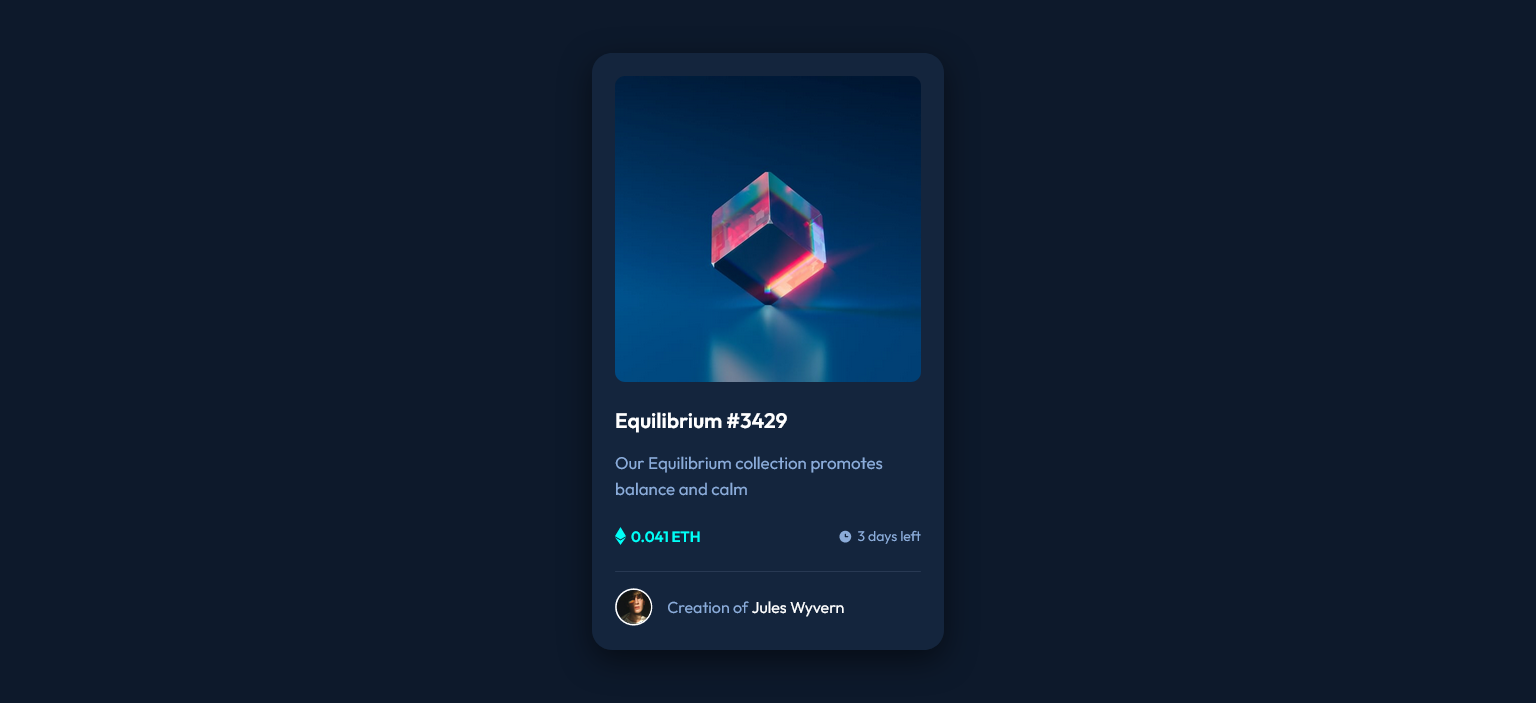 Equilibrium #3429
Our Equilibrium collection promotes
balance and calm
0.041 ETH
3 days left
Creation of Jules Wyvern